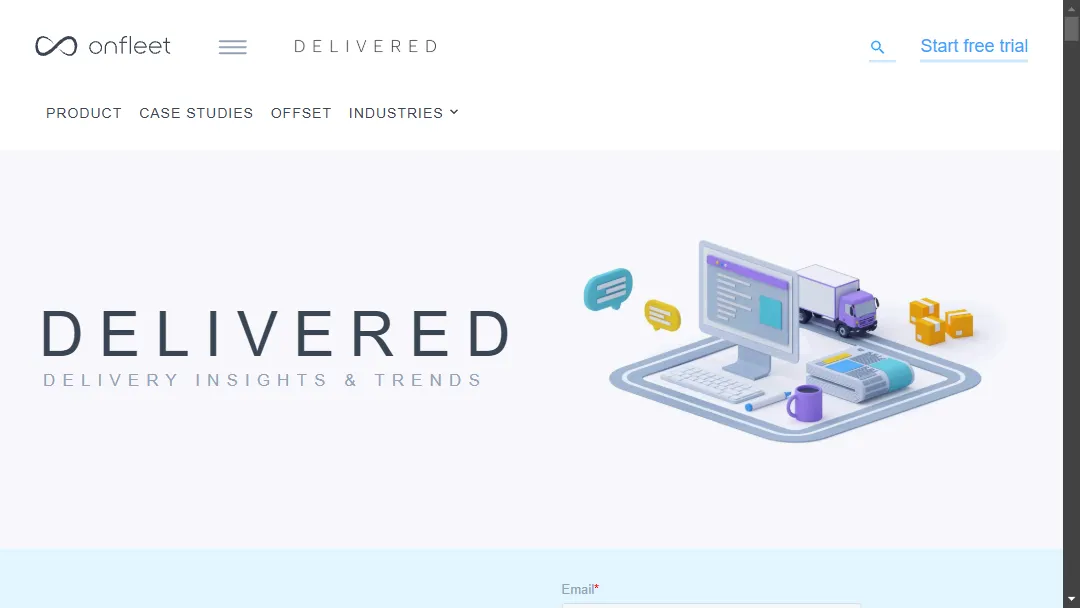 onfleet
DELIVERED
Start free trial
PRODUCT CASE STUDIES OFFSET INDUSTRIES
DELIVERED
DELIVERY INSIGHTS & TRENDS
Email*